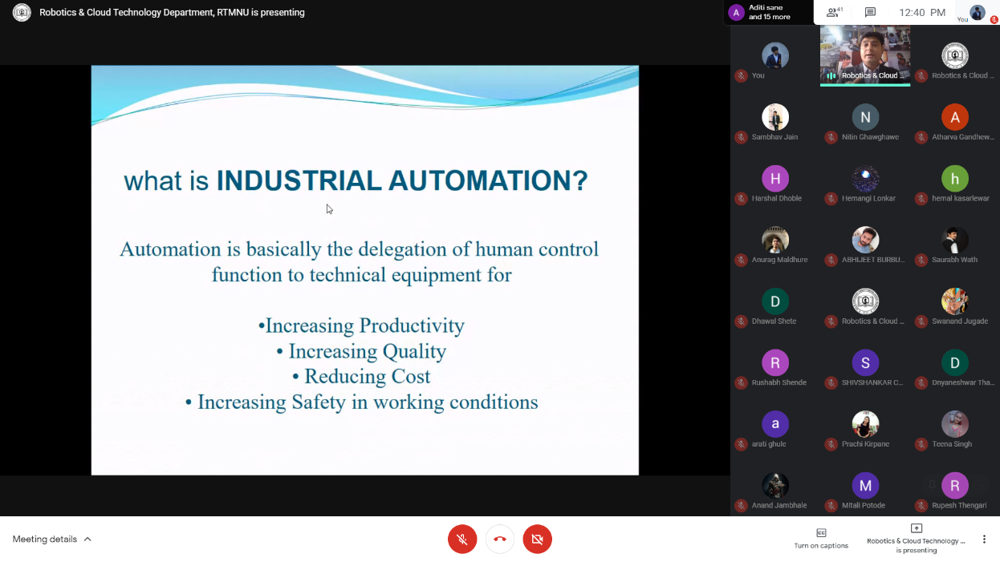 Robotics & Cloud Technology Department, RTMNU is presenting
A
Aditi sane
and 15 more
41
12:40 PM
You
what is INDUSTRIAL AUTOMATION?
Automation is basically the delegation of human control
function to technical equipment for
•Increasing Productivity
• Increasing Quality
• Reducing Cost
• Increasing Safety in working conditions
You
Robotics & Cloud ...
Robotics & Cloud ...
Sambhav Jain
N
Nitin Ghawghawe
A
Atharva Gandhew...
H
Harshal Dhoble
Hemangi Lonkar
h
hemal kasarlewar
Anurag Maldhure
ABHIJEET BURBU...
Saurabh Wath
D
Dhawal Shete
Robotics & Cloud ...
Swanand Jugade
R
Rushabh Shende
S
SHIVSHANKAR C...
D
Dnyaneshwar Tha...
a
arati ghule
Prachi Kirpane
Teena Singh
Anand Jambhale
M
Mitali Potode
R
Rupesh Thengari
Meeting details
CC
Turn on captions
Robotics & Cloud Technology ...
is presenting